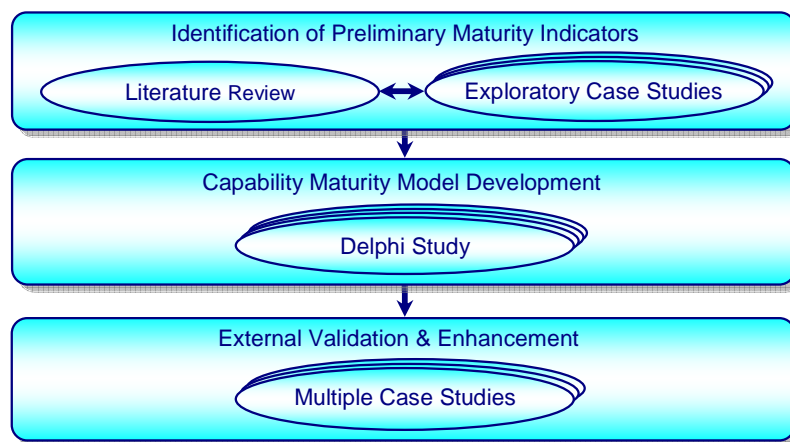 Identification of Preliminary Maturity Indicators
Literature Review
Exploratory Case Studies
Capability Maturity Model Development
Delphi Study
External Validation & Enhancement
Multiple Case Studies